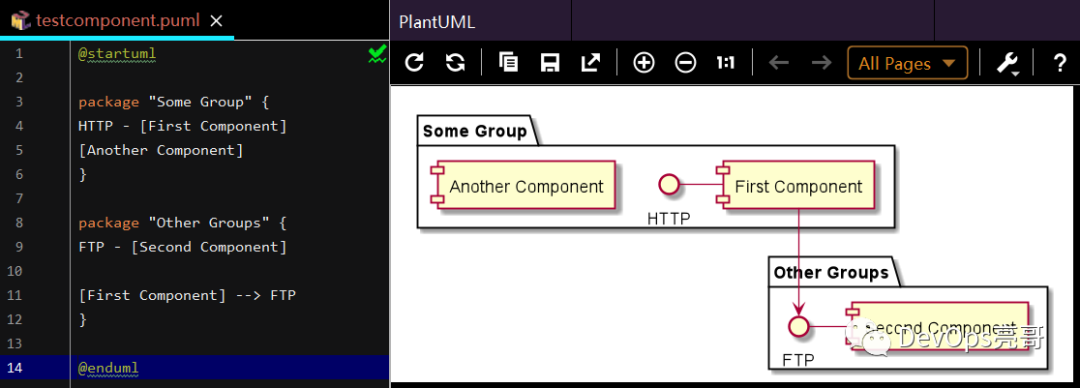 testcomponent.puml
1 @startuml
2
3 package "Some Group" {
4 HTTP - [First Component]
5 [Another Component]
6 }
7
8 package "Other Groups" {
9 FTP - [Second Component]
10
11 [First Component] --> FTP
12 }
13
14 @enduml
PlantUML
1:1
All Pages
?
Some Group
Another Component
HTTP
First Component
Other Groups
FTP
Second Component
DevOps亮哥